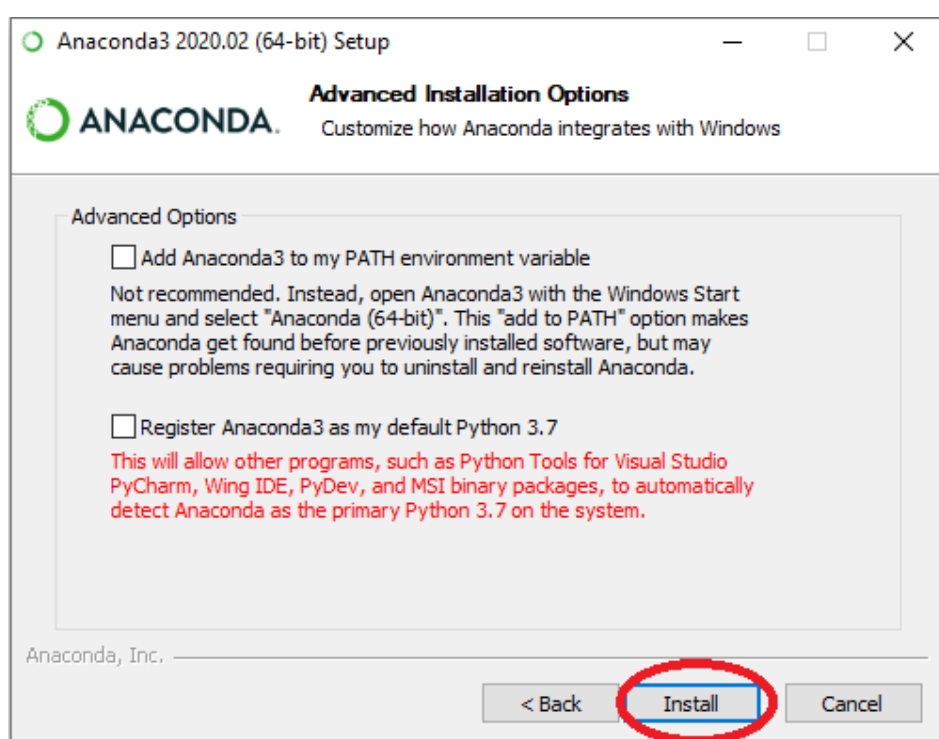 Anaconda3 2020.02 (64-bit) Setup
ANACONDA.
Advanced Installation Options
Customize how Anaconda integrates with Windows
Advanced Options
Add Anaconda3 to my PATH environment variable
Not recommended. Instead, open Anaconda3 with the Windows Start
menu and select "Anaconda (64-bit)". This "add to PATH" option makes
Anaconda get found before previously installed software, but may
cause problems requiring you to uninstall and reinstall Anaconda.
Register Anaconda3 as my default Python 3.7
This will allow other programs, such as Python Tools for Visual Studio
PyCharm, Wing IDE, PyDev, and MSI binary packages, to automatically
detect Anaconda as the primary Python 3.7 on the system.
Anaconda, Inc.
< Back Install Cancel